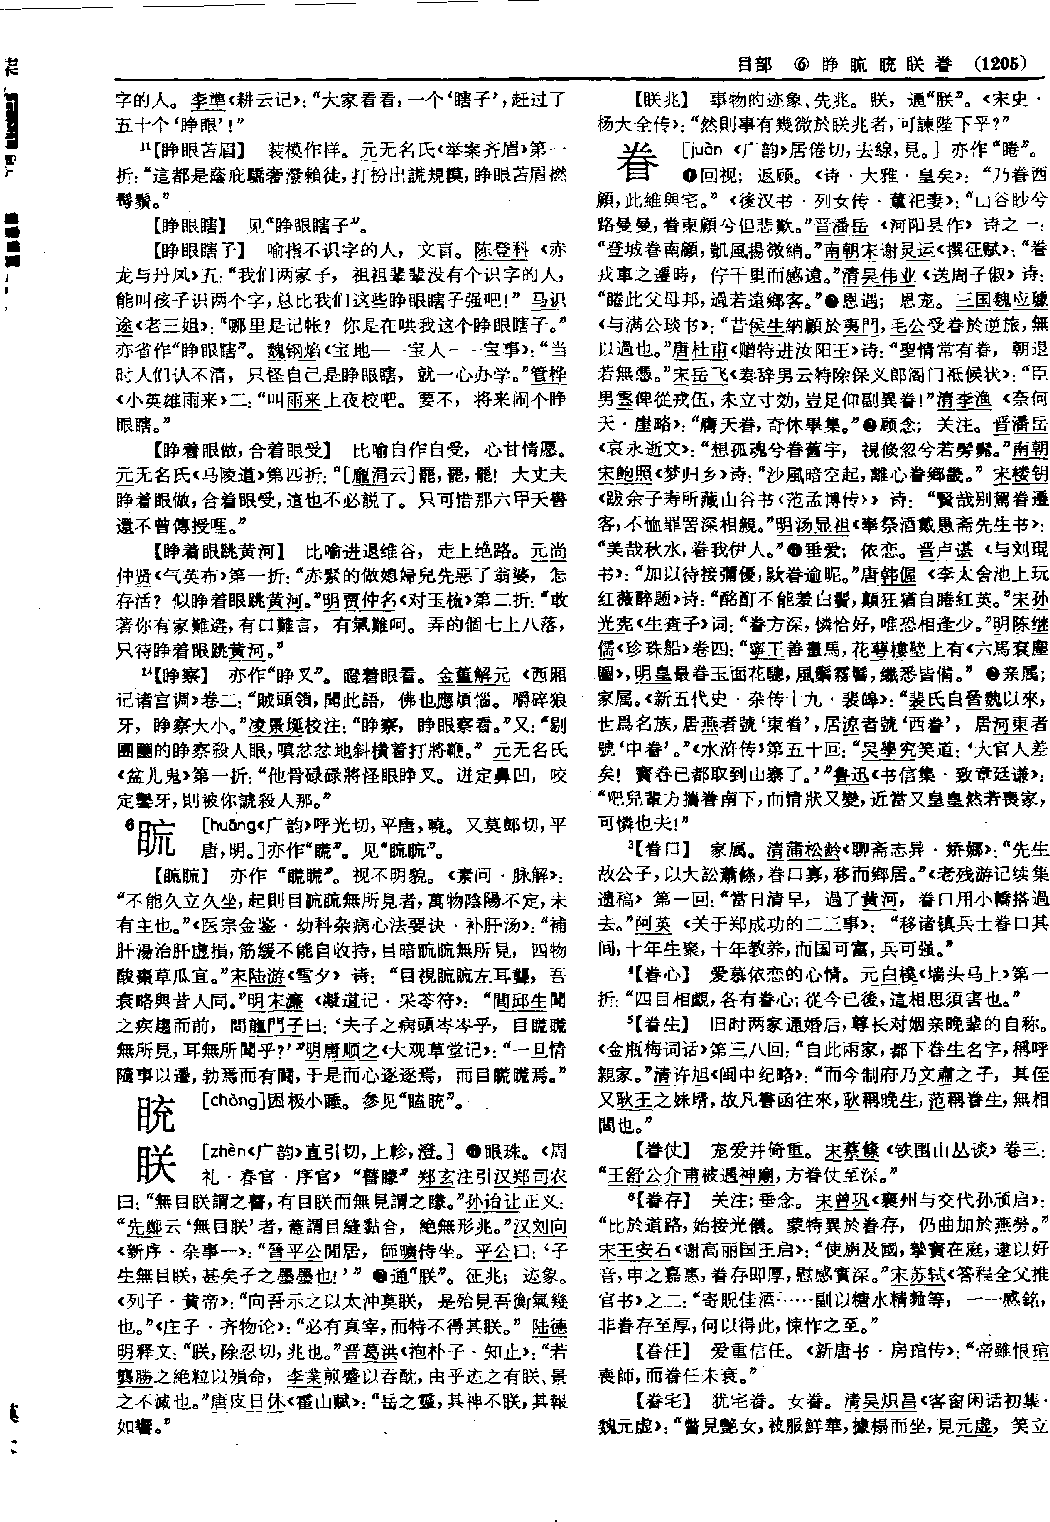 目部 ⑥ 睁 䀮 䀪 眹 眷 (1205)
字的人。李準《耕云记》：“大家看看，一个‘瞎子’，赶过了
五十个‘睁眼’！”
11【睁眼苫眉】 装模作样。元无名氏《举案齐眉》第一
折：“這都是蔭庇驕奢潑賴徒，打扮出謊規模，睁眼苫眉撚
髩鬚。”
【睁眼瞎】 见“睁眼瞎子”。
【睁眼瞎子】 喻指不识字的人，文盲。陈登科《赤
龙与丹凤》五：“我们两家子，祖祖辈辈没有个识字的人，
能叫孩子识两个字，总比我们这些睁眼瞎子强吧！”马识
途《老三姐》：“哪里是记帐？你是在哄我这个睁眼瞎子。”
亦省作“睁眼瞎”。魏钢焰《宝地——宝人——宝事》：“当
时人们认不清，只怪自己是睁眼瞎，就一心办学。”管桦
《小英雄雨来》二：“叫雨来上夜校吧。要不，将来闹个睁
眼瞎。”
【睁着眼做，合着眼受】 比喻自作自受，心甘情愿。
元无名氏《马陵道》第四折：“[龐涓云]罷，罷，罷！大丈夫
睁着眼做，合着眼受，這也不必説了。只可惜那六甲天書
還不曾傳授哩。”
【睁着眼跳黄河】 比喻进退维谷，走上绝路。元尚
仲贤《气英布》第一折：“亦緊的做媳婦兒先惡了翁婆，怎
存活？似睁着眼跳黄河。”明贾仲名《对玉梳》第二折：“敢
著你有家難逩，有口難言，有氣難呵。弄的個七上八落，
只待睁着眼跳黄河。”
14【睁察】 亦作“睁叉”。瞪着眼看。金董解元《西厢
记诸宫调》卷二：“賊頭領，聞此語，佛也應煩惱。嚼碎狼
牙，睁察大小。”凌景埏校注：“睁察，睁眼察看。”又：“剔
團圞的睁察殺人眼，嗔忿忿地斜横着打將鞭。”元无名氏
《盆儿鬼》第一折：“他骨碌碌將怪眼睁叉。迸定鼻凹，咬
定鑿牙，則被你諕殺人那。”
6 䀮 [huāng《广韵》呼光切，平唐，曉。又莫郎切，平
唐，明。]亦作“䀲”。见“䀮䀮”。
【䀮䀮】 亦作“䀲䀲”。视不明貌。《素问·脉解》：
“不能久立久坐，起則目䀮䀮無所見者，萬物陰陽不定，未
有主也。”《医宗金鉴·幼科杂病心法要诀·补肝汤》：“補
肝湯治肝虚損，筋緩不能自收持，目暗䀮䀮無所見，四物
酸棗草瓜宜。”宋陆游《雪夕》诗：“目視䀮䀮左耳聾，吾
衰略與昔人同。”明宋濂《凝道记·采苓符》：“閭邱生聞
之疾趨而前，問龍門子曰：‘夫子之病頭岑岑乎，目䀲䀲
無所見，耳無所聞乎？’”明唐顺之《大观草堂记》：“一旦情
隨事以遷，勃焉而有鬭，于是而心逐逐焉，而目䀲䀲焉。”
䀪 [chòng]困极小睡。参见“瞌䀪”。
眹 [zhèn《广韵》直引切，上軫，澄。]❶眼珠。《周
礼·春官·序官》“瞽矇”郑玄注引汉郑司农
曰：“無目眹謂之瞽，有目眹而無見謂之矇。”孙诒让正义：
“先鄭云‘無目眹’者，蓋謂目縫黏合，絶無形兆。”汉刘向
《新序·杂事一》：“晉平公閒居，師曠侍坐。平公曰：‘子
生無目眹，甚矣子之墨墨也！’”❷通“朕”。征兆；迹象。
《列子·黄帝》：“向吾示之以太沖莫眹，是殆見吾衡氣幾
也。”《庄子·齐物论》：“必有真宰，而特不得其眹。”陆德
明释文：“眹，除忍切，兆也。”晋葛洪《抱朴子·知止》：“若
龔勝之絶粒以殞命，李業煎蹙以吞酖，由乎迹之有眹，景
之不滅也。”唐皮日休《霍山赋》：“岳之靈，其神不眹，其報
如響。”
【眹兆】 事物的迹象、先兆。眹，通“朕”。《宋史·
杨大全传》：“然則事有幾微於眹兆者，可諫陛下乎？”
眷 [juàn《广韵》居倦切，去線，見。]亦作“睠”。
❶回视；返顾。《诗·大雅·皇矣》：“乃眷西
顧，此維與宅。”《後汉书·列女传·董祀妻》：“山谷眇兮
路曼曼，眷東顧兮但悲歎。”晋潘岳《河阳县作》诗之一：
“登城眷南顧，凱風揚微綃。”南朝宋谢灵运《撰征赋》：“眷
戎車之遷時，佇千里而感遠。”清吴伟业《送周子俶》诗：
“睠此父母邦，過若遠鄉客。”❷恩遇；恩宠。三国魏应璩
《与满公琰书》：“昔侯生納顧於夷門，毛公受眷於逆旅，無
以過也。”唐杜甫《赠特进汝阳王》诗：“聖情常有眷，朝退
若無憑。”宋岳飞《奏辞男云特除保义郎阁门祗候状》：“臣
男雲俾從戎伍，未立寸効，豈足仰副異眷！”清李渔《奈何
天·崖略》：“膺天眷，奇休畢集。”❸顾念；关注。晋潘岳
《哀永逝文》：“想孤魂兮眷舊宇，視倏忽兮若髣髴。”南朝
宋鲍照《梦归乡》诗：“沙風暗空起，離心眷鄉畿。”宋楼钥
《跋余子寿所藏山谷书〈范孟博传〉》诗：“賢哉别駕眷遷
客，不恤罪罟深相親。”明汤显祖《奉祭酒戴愚斋先生书》：
“美哉秋水，眷我伊人。”❹垂爱；依恋。晋卢谌《与刘琨
书》：“加以待接彌優，款眷逾昵。”唐韩偓《李太舍池上玩
红薇醉题》诗：“酩酊不能羞白鬢，顛狂猶自睠紅英。”宋孙
光宪《生查子》词：“眷方深，憐恰好，唯恐相逢少。”明陈继
儒《珍珠船》卷四：“寧王善畫馬，花萼樓壁上有《六馬衮塵
圖》，明皇最眷玉面花驄，風鬃霧鬣，纖悉皆備。”❺亲属；
家属。《新五代史·杂传十九·裴皞》：“裴氏自晉魏以來，
世爲名族，居燕者號‘東眷’，居凉者號‘西眷’，居河東者
號‘中眷’。”《水浒传》第五十回：“吴學究笑道：‘大官人差
矣！寳眷已都取到山寨了。’”鲁迅《书信集·致章廷谦》：
“肥兒輩力攜眷南下，而情狀又變，近當又皇皇然若喪家，
可憐也夫！”
3【眷口】 家属。清蒲松龄《聊斋志异·娇娜》：“先生
故公子，以大訟蕭條，眷口寡，移而鄉居。”《老残游记续集
遗稿》第一回：“當日清早，過了黄河，眷口用小轎搭過
去。”阿英《关于郑成功的二三事》：“移诸镇兵士眷口其
间，十年生聚，十年教养，而国可富，兵可强。”
4【眷心】 爱慕依恋的心情。元白樸《墙头马上》第一
折：“四目相覷，各有眷心；從今已後，這相思須害也。”
5【眷生】 旧时两家通婚后，尊长对姻亲晚辈的自称。
《金瓶梅词话》第三八回：“自此兩家，都下眷生名字，稱呼
親家。”清许旭《闽中纪略》：“而今制府乃文肅之子，其侄
又耿王之妹壻，故凡書函往來，耿稱晚生，范稱眷生，無相
聞也。”
【眷仗】 宠爱并倚重。宋蔡絛《铁围山丛谈》卷三：
“王舒公介甫被遇神廟，方眷仗至深。”
6【眷存】 关注；垂念。宋曾巩《襄州与交代孙颀启》：
“比於道路，始接光儀。蒙特異於眷存，仍曲加於燕勞。”
宋王安石《谢高丽国王启》：“使旃及國，摯寳在庭，逮以好
音，申之嘉惠，眷存即厚，慰感實深。”宋苏轼《答程全父推
官书》之二：“寄貺佳酒……副以糖水精麵等，一一感銘，
非眷存至厚，何以得此，悚怍之至。”
【眷任】 爱重信任。《新唐书·房琯传》：“帝雖恨琯
喪師，而眷任未衰。”
【眷宅】 犹宅眷。女眷。清吴炽昌《客窗闲话初集·
魏元虚》：“瞥見艷女，被服鮮華，據榻而坐，見元虚，笑立